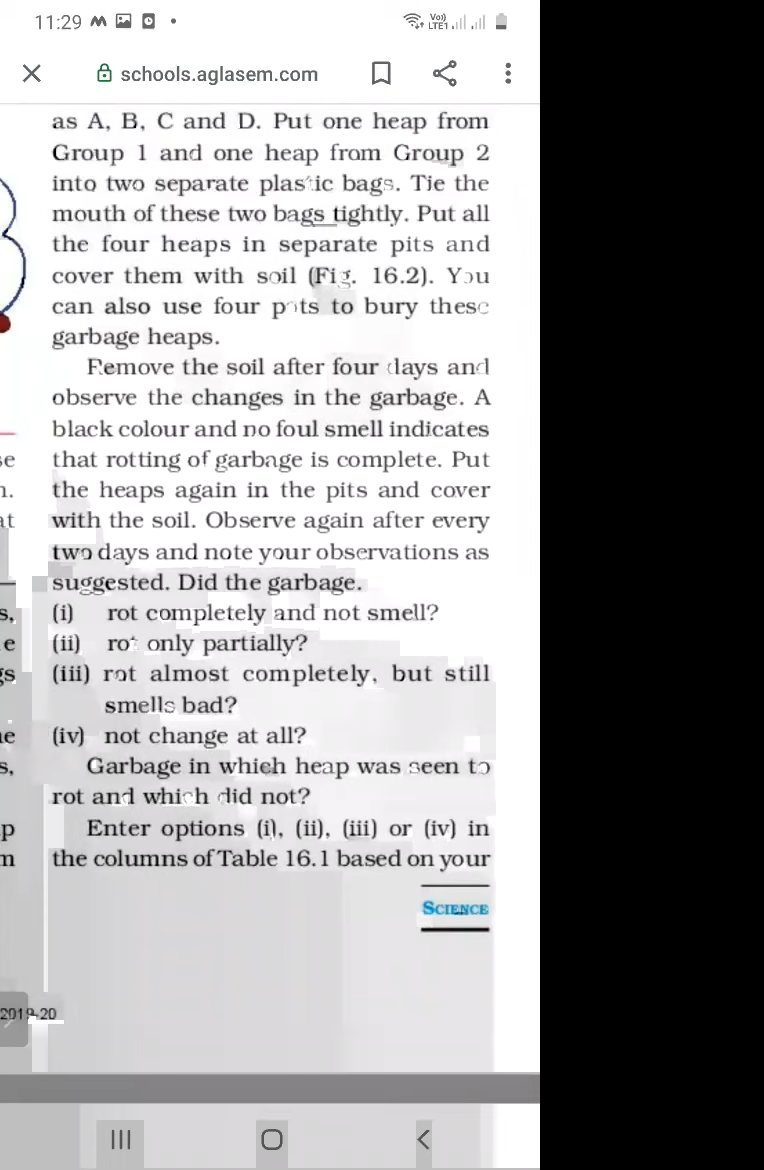 11:29
Vo)) LTE1
schools.aglasem.com
as A, B, C and D. Put one heap from
Group 1 and one heap from Group 2
into two separate plastic bags. Tie the
mouth of these two bags tightly. Put all
the four heaps in separate pits and
cover them with soil (Fig. 16.2). You
can also use four pots to bury these
garbage heaps.
Remove the soil after four days and
observe the changes in the garbage. A
black colour and no foul smell indicates
se
that rotting of garbage is complete. Put
n.
the heaps again in the pits and cover
at
with the soil. Observe again after every
two days and note your observations as
suggested. Did the garbage.
s,
(i) rot completely and not smell?
e
(ii) rot only partially?
gs
(iii) rot almost completely, but still
smells bad?
ne
(iv) not change at all?
s,
Garbage in which heap was seen to
rot and which did not?
p
Enter options (i), (ii), (iii) or (iv) in
m
the columns of Table 16.1 based on your
SCIENCE
2019-20